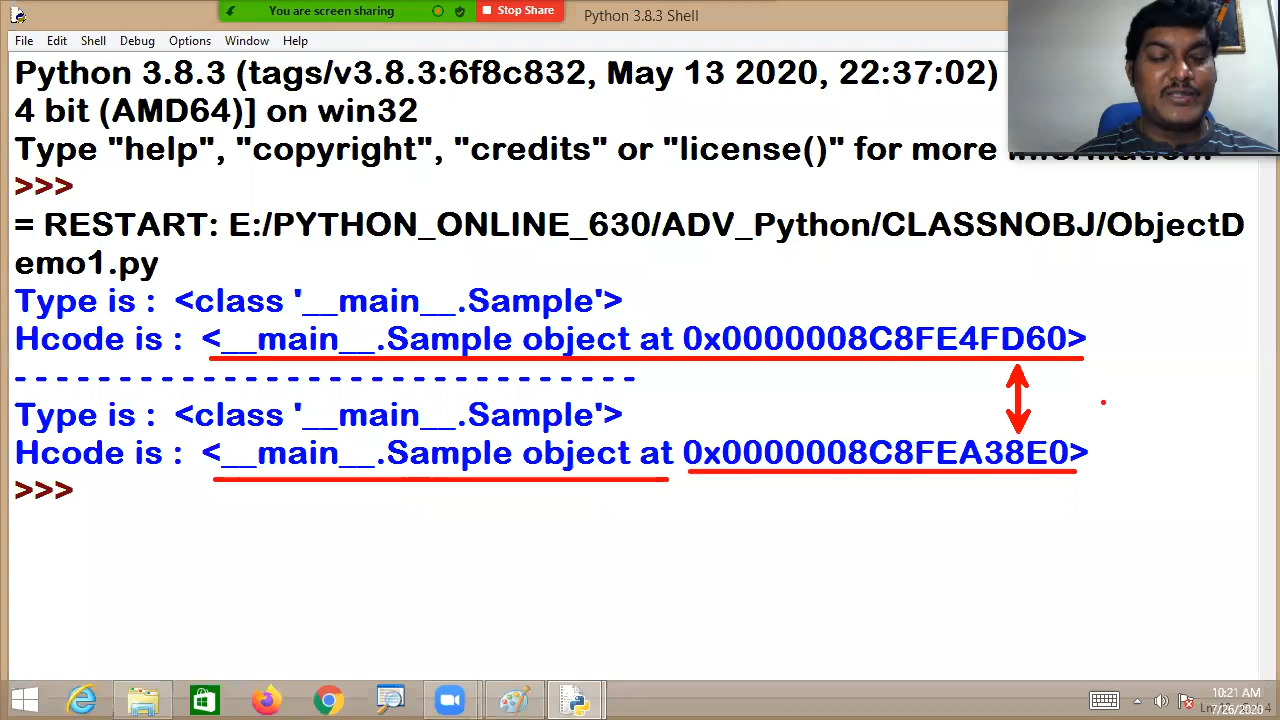 You are screen sharing
Stop Share
Python 3.8.3 Shell
File Edit Shell Debug Options Window Help
Python 3.8.3 (tags/v3.8.3:6f8c832, May 13 2020, 22:37:02)
4 bit (AMD64)] on win32
Type "help", "copyright", "credits" or "license()" for more information.
>>>
= RESTART: E:/PYTHON_ONLINE_630/ADV_Python/CLASSNOBJ/ObjectD
emo1.py
Type is :  <class '__main__.Sample'>
Hcode is :  <__main__.Sample object at 0x0000008C8FE4FD60>
- - - - - - - - - - - - - - - - - - - - - - - - - - - - - -
Type is :  <class '__main__.Sample'>
Hcode is :  <__main__.Sample object at 0x0000008C8FEA38E0>
>>>
10:21 AM
7/26/2020